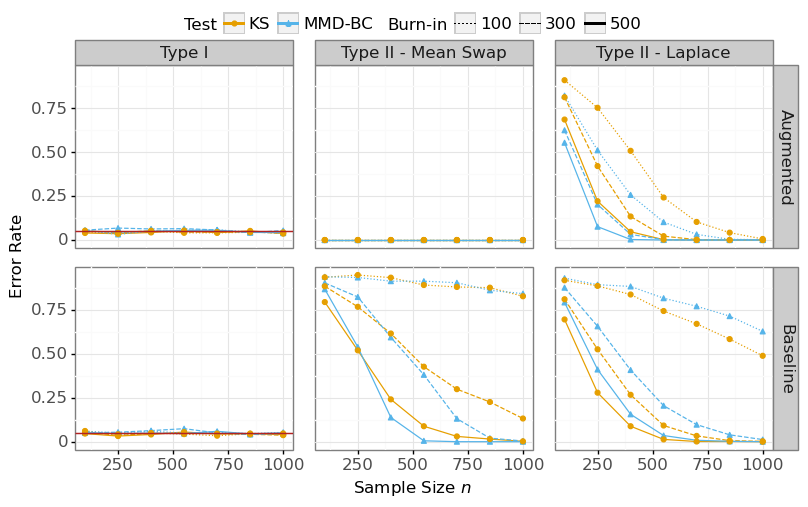 Test KS MMD-BC Burn-in 100 300 500
Type I Type II - Mean Swap Type II - Laplace
0.75
0.50
0.25
0
Augmented
Error Rate
0.75
0.50
0.25
0
Baseline
250 500 750 1000 250 500 750 1000 250 500 750 1000
Sample Size n